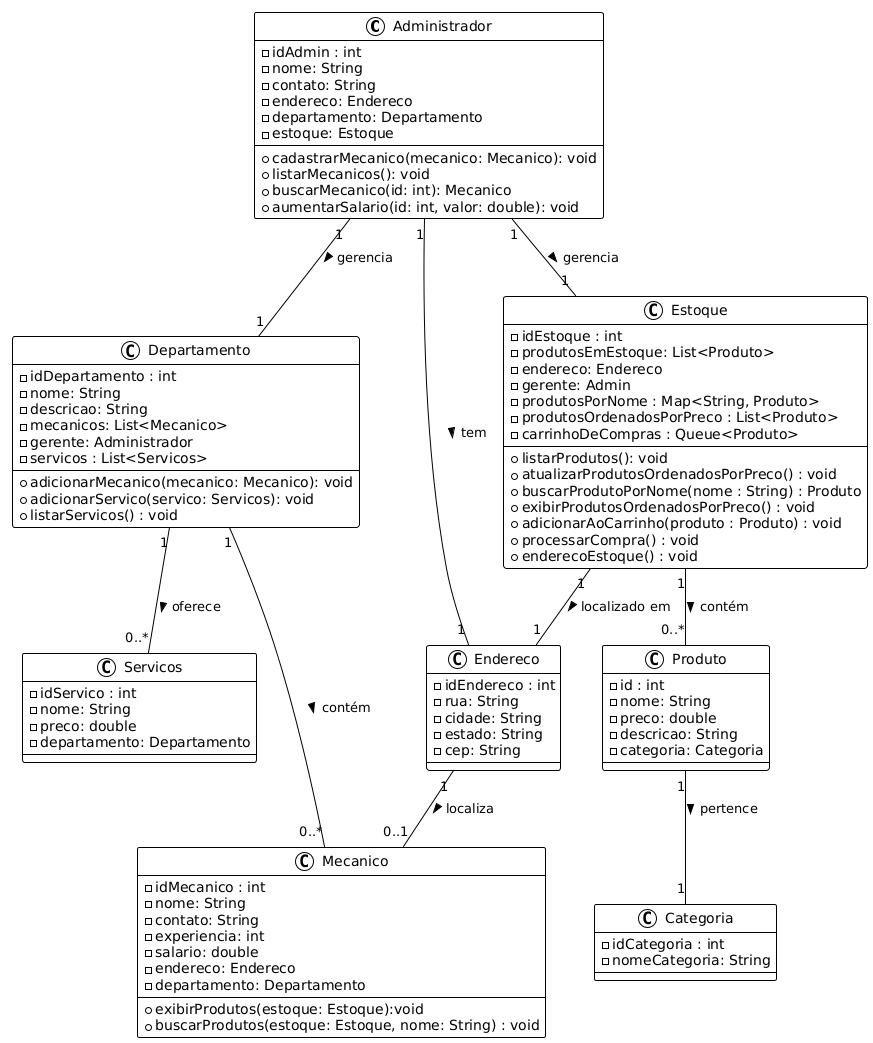 C Administrador
idAdmin : int
nome: String
contato: String
endereco: Endereco
departamento: Departamento
estoque: Estoque
cadastrarMecanico(mecanico: Mecanico): void
listarMecanicos(): void
buscarMecanico(id: int): Mecanico
aumentarSalario(id: int, valor: double): void
1
1
1
gerencia
gerencia
1
1
C Estoque
idEstoque : int
produtosEmEstoque: List<Produto>
endereco: Endereco
gerente: Admin
produtosPorNome : Map<String, Produto>
produtosOrdenadosPorPreco : List<Produto>
carrinhoDeCompras : Queue<Produto>
listarProdutos(): void
atualizarProdutosOrdenadosPorPreco() : void
buscarProdutoPorNome(nome : String) : Produto
exibirProdutosOrdenadosPorPreco() : void
adicionarAoCarrinho(produto : Produto) : void
processarCompra() : void
enderecoEstoque() : void
C Departamento
idDepartamento : int
nome: String
descricao: String
mecanicos: List<Mecanico>
gerente: Administrador
servicos : List<Servicos>
adicionarMecanico(mecanico: Mecanico): void
adicionarServico(servico: Servicos): void
listarServicos() : void
tem
1
1
1
1
oferece
localizado em
contém
0..*
1
1
0..*
C Servicos
idServico : int
nome: String
preco: double
departamento: Departamento
contém
C Endereco
idEndereco : int
rua: String
cidade: String
estado: String
cep: String
C Produto
id : int
nome: String
preco: double
descricao: String
categoria: Categoria
1
1
localiza
pertence
0..*
0..1
1
C Mecanico
idMecanico : int
nome: String
contato: String
experiencia: int
salario: double
endereco: Endereco
departamento: Departamento
exibirProdutos(estoque: Estoque):void
buscarProdutos(estoque: Estoque, nome: String) : void
C Categoria
idCategoria : int
nomeCategoria: String